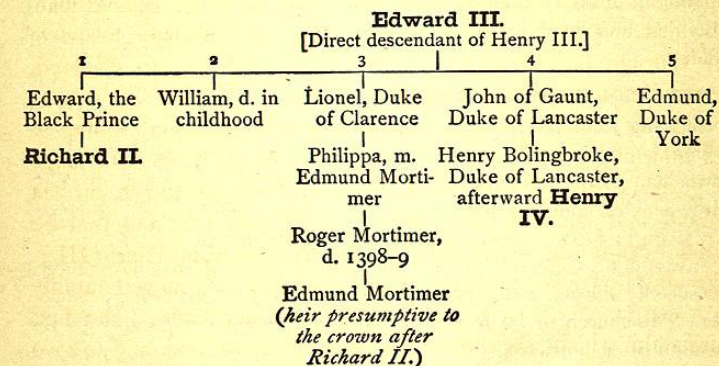 Edward III.
[Direct descendant of Henry III.]
1 2 3 4 5
Edward, the
Black Prince
Richard II.
William, d. in
childhood
Lionel, Duke
of Clarence
Philippa, m.
Edmund Morti-
mer
Roger Mortimer,
d. 1398-9
Edmund Mortimer
(heir presumptive to
the crown after
Richard II.)
John of Gaunt,
Duke of Lancaster
Henry Bolingbroke,
Duke of Lancaster,
afterward Henry
IV.
Edmund,
Duke of
York